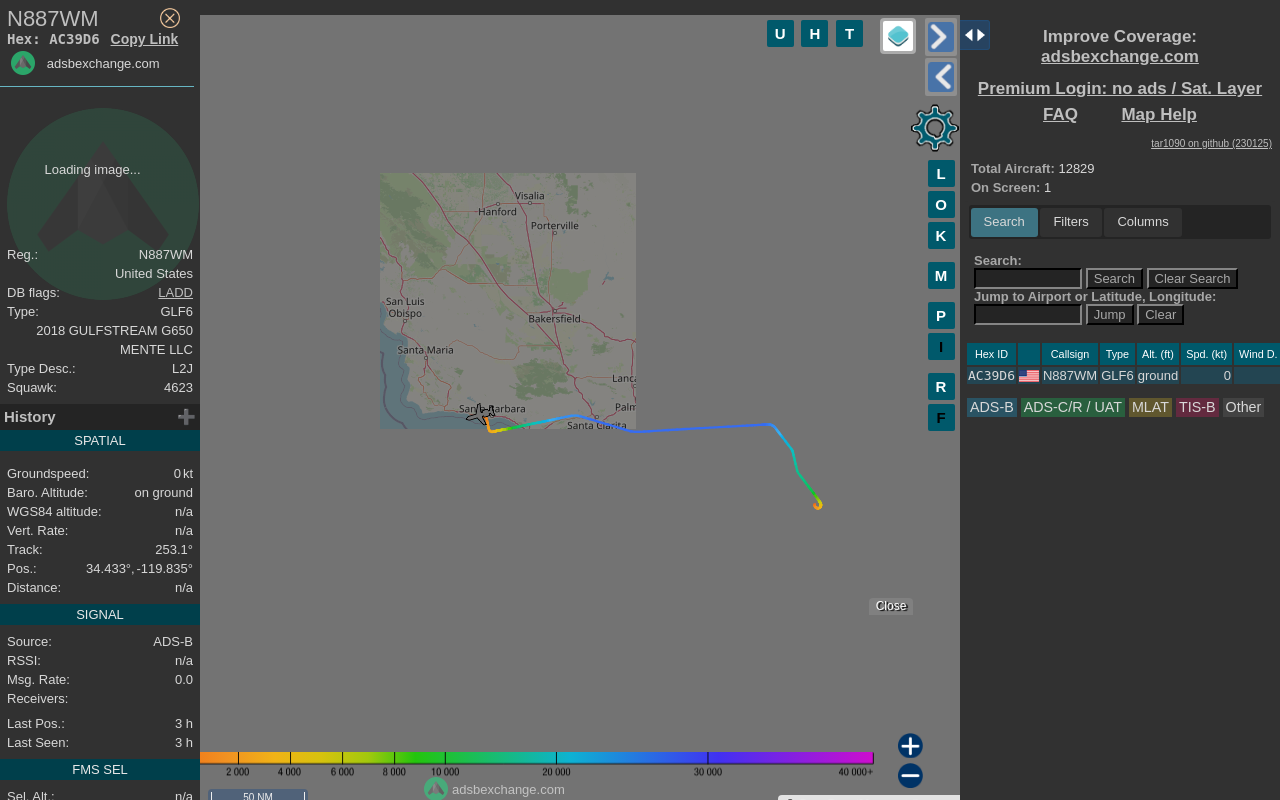 N887WM
Hex: AC39D6 Copy Link
adsbexchange.com
Loading image...
Reg.: N887WM
United States
DB flags: LADD
Type: GLF6
2018 GULFSTREAM G650
MENTE LLC
Type Desc.: L2J
Squawk: 4623
History
SPATIAL
Groundspeed: 0 kt
Baro. Altitude: on ground
WGS84 altitude: n/a
Vert. Rate: n/a
Track: 253.1°
Pos.: 34.433°, -119.835°
Distance: n/a
SIGNAL
Source: ADS-B
RSSI: n/a
Msg. Rate: 0.0
Receivers:
Last Pos.: 3 h
Last Seen: 3 h
FMS SEL
Sel. Alt.: n/a
U H T
L
O
K
M
P
I
R
F
Visalia
Hanford
Porterville
San Luis
Obispo
Bakersfield
Santa Maria
Lanca
Santa Barbara
Palm
Santa Clarita
Close
2 000 4 000 6 000 8 000 10 000 20 000 30 000 40 000+
adsbexchange.com
50 NM
Improve Coverage:
adsbexchange.com
Premium Login: no ads / Sat. Layer
FAQ Map Help
tar1090 on github (230125)
Total Aircraft: 12829
On Screen: 1
Search Filters Columns
Search:
Search Clear Search
Jump to Airport or Latitude, Longitude:
Jump Clear
Hex ID Callsign Type Alt. (ft) Spd. (kt) Wind D.
AC39D6 N887WM GLF6 ground 0
ADS-B ADS-C/R / UAT MLAT TIS-B Other